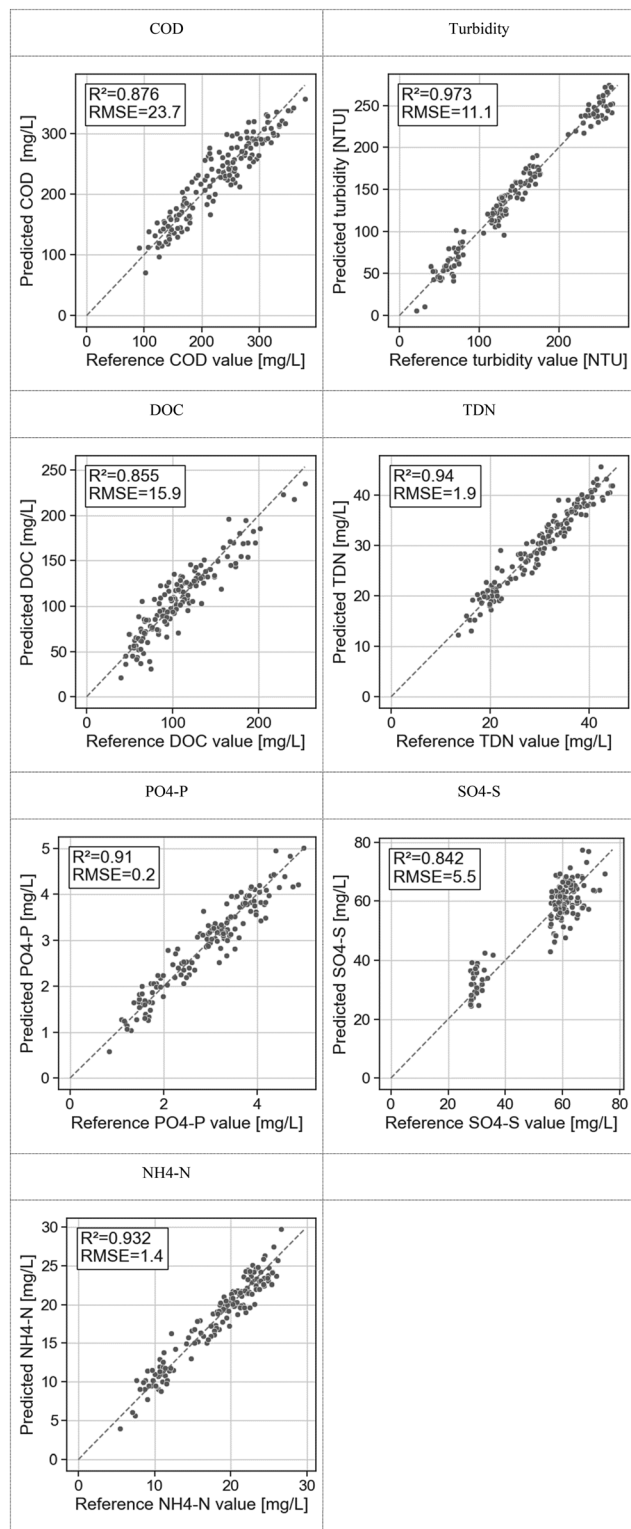 COD
Turbidity
R²=0.876
RMSE=23.7
Predicted COD [mg/L]
300
200
100
0
0
100
200
300
Reference COD value [mg/L]
R²=0.973
RMSE=11.1
Predicted turbidity [NTU]
250
200
150
100
50
0
0
100
200
Reference turbidity value [NTU]
DOC
TDN
R²=0.855
RMSE=15.9
Predicted DOC [mg/L]
250
200
150
100
50
0
0
100
200
Reference DOC value [mg/L]
R²=0.94
RMSE=1.9
Predicted TDN [mg/L]
40
30
20
10
0
0
20
40
Reference TDN value [mg/L]
PO4-P
SO4-S
R²=0.91
RMSE=0.2
Predicted PO4-P [mg/L]
5
4
3
2
1
0
0
2
4
Reference PO4-P value [mg/L]
R²=0.842
RMSE=5.5
Predicted SO4-S [mg/L]
80
60
40
20
0
0
20
40
60
80
Reference SO4-S value [mg/L]
NH4-N
R²=0.932
RMSE=1.4
Predicted NH4-N [mg/L]
30
25
20
15
10
5
0
0
10
20
30
Reference NH4-N value [mg/L]